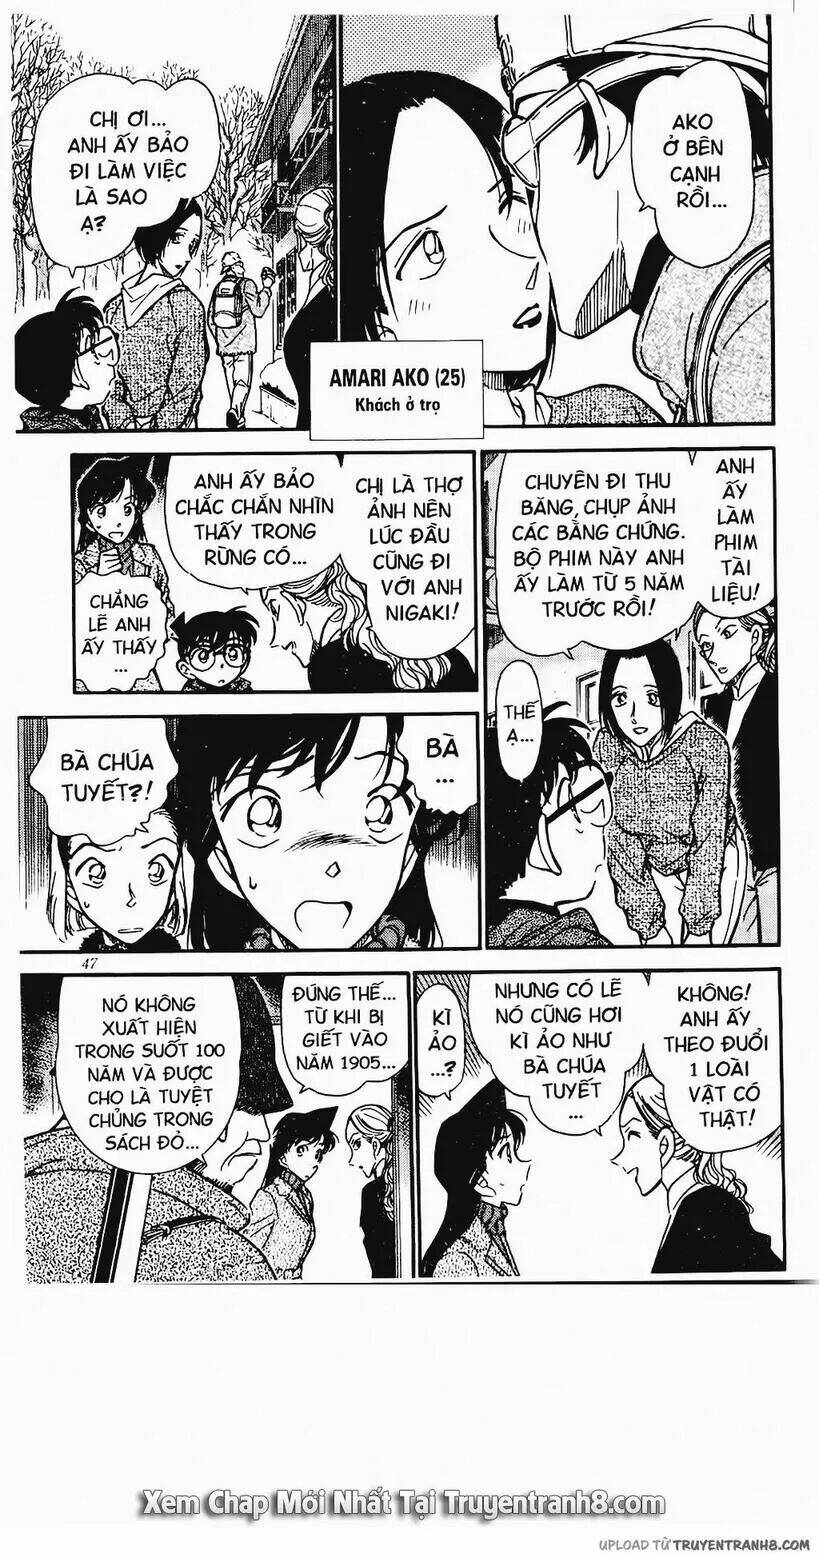 AKO
Ở BÊN
CẠNH
RỒI...
CHỊ ƠI...
ANH ẤY BẢO
ĐI LÀM VIỆC
LÀ SAO
Ạ?
AMARI AKO (25)
Khách ở trọ
ANH
ẤY
LÀM
PHIM
TÀI
LIỆU!
CHUYÊN ĐI THU
BĂNG, CHỤP ẢNH
CÁC BẰNG CHỨNG.
BỘ PHIM NÀY ANH
ẤY LÀM TỪ 5 NĂM
TRƯỚC RỒI!
THẾ
Ạ...
CHỊ LÀ THỢ
ẢNH NÊN
LÚC ĐẦU
CŨNG ĐI
VỚI ANH
NIGAKI!
ANH ẤY BẢO
CHẮC CHẮN NHÌN
THẤY TRONG
RỪNG CÓ...
CHẲNG
LẼ ANH
ẤY THẤY
...
BÀ
...
BÀ CHÚA
TUYẾT?!
47
KHÔNG!
ANH ẤY
THEO ĐUỔI
1 LOÀI
VẬT CÓ
THẬT!
NHƯNG CÓ LẼ
NÓ CŨNG HƠI
KÌ ẢO NHƯ
BÀ CHÚA
TUYẾT
...
KÌ
ẢO
...?
ĐÚNG THẾ...
TỪ KHI BỊ
GIẾT VÀO
NĂM 1905...
NÓ KHÔNG
XUẤT HIỆN
TRONG SUỐT 100
NĂM VÀ ĐƯỢC
CHO LÀ TUYỆT
CHỦNG TRONG
SÁCH ĐỎ...
Xem Chap Mới Nhất Tại Truyentranh8.com
UPLOAD TỪ TRUYENTRANH8.COM